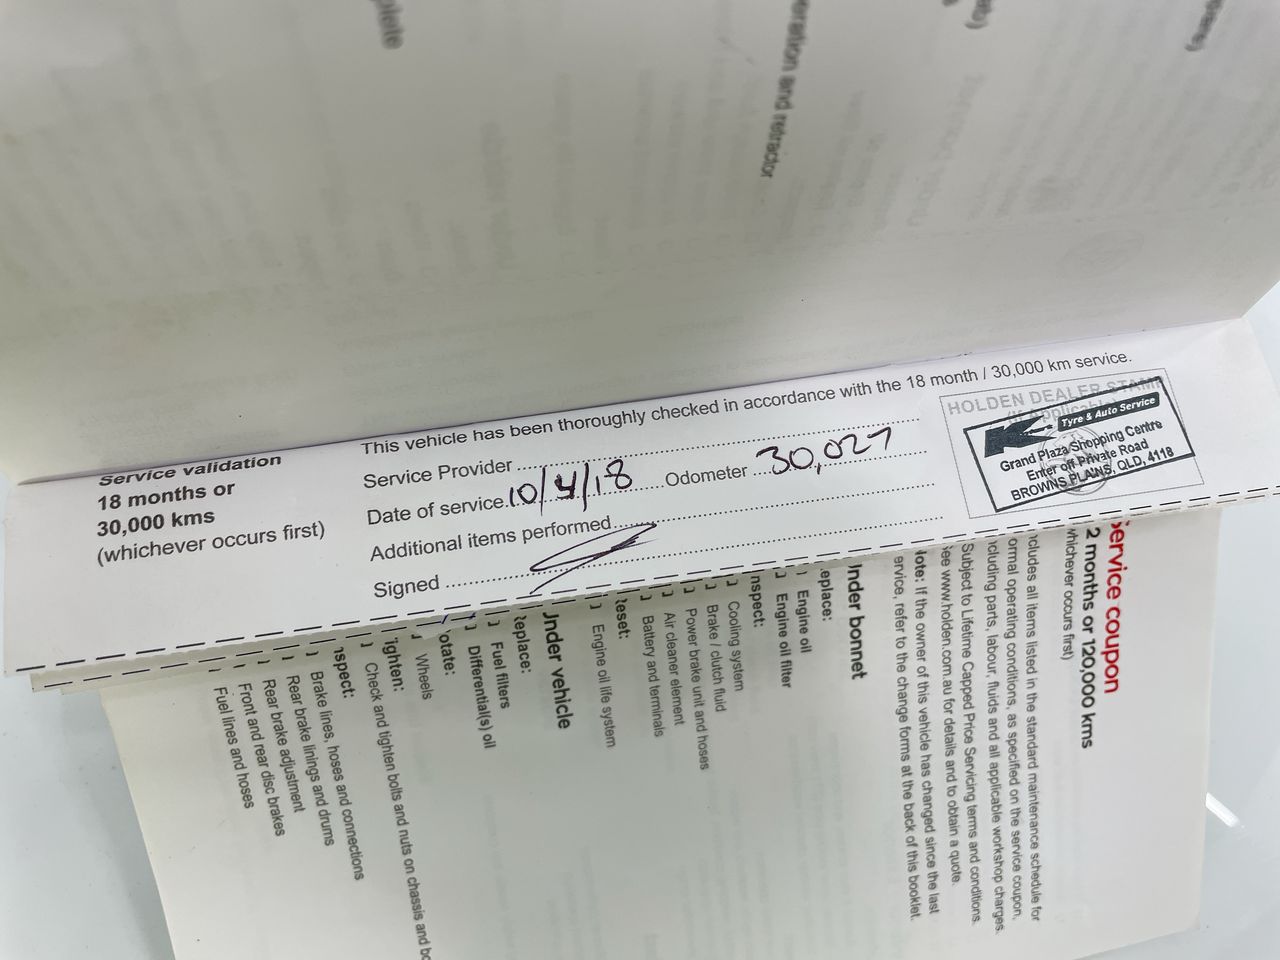 plete
eration and retractor
Service validation
18 months or
30,000 kms
(whichever occurs first)
This vehicle has been thoroughly checked in accordance with the 18 month / 30,000 km service.
Service Provider
Date of service 10/4/18 Odometer 30,027
Additional items performed
Signed
HOLDEN DEALER STAMP
(If Applicable)
K Tyre & Auto Service
Grand Plaza Shopping Centre
Enter off Private Road
BROWNS PLAINS, QLD, 4118
Service coupon
2 months or 120,000 kms
whichever occurs first)
ncludes all items listed in the standard maintenance schedule for
ormal operating conditions, as specified on the service coupon,
ncluding parts, labour, fluids and all applicable workshop charges.
Subject to Lifetime Capped Price Servicing terms and conditions.
see www.holden.com.au for details and to obtain a quote.
lote: If the owner of this vehicle has changed since the last
ervice, refer to the change forms at the back of this booklet.
Inder bonnet
eplace:
Engine oil
Engine oil filter
nspect:
Cooling system
Brake / clutch fluid
Power brake unit and hoses
Air cleaner element
Battery and terminals
Reset:
Engine oil life system
Under vehicle
Replace:
Fuel filters
Differential(s) oil
otate:
Wheels
ighten:
Check and tighten bolts and nuts on chassis and bo
nspect:
Brake lines, hoses and connections
Rear brake linings and drums
Rear brake adjustment
Front and rear disc brakes
Fuel lines and hoses